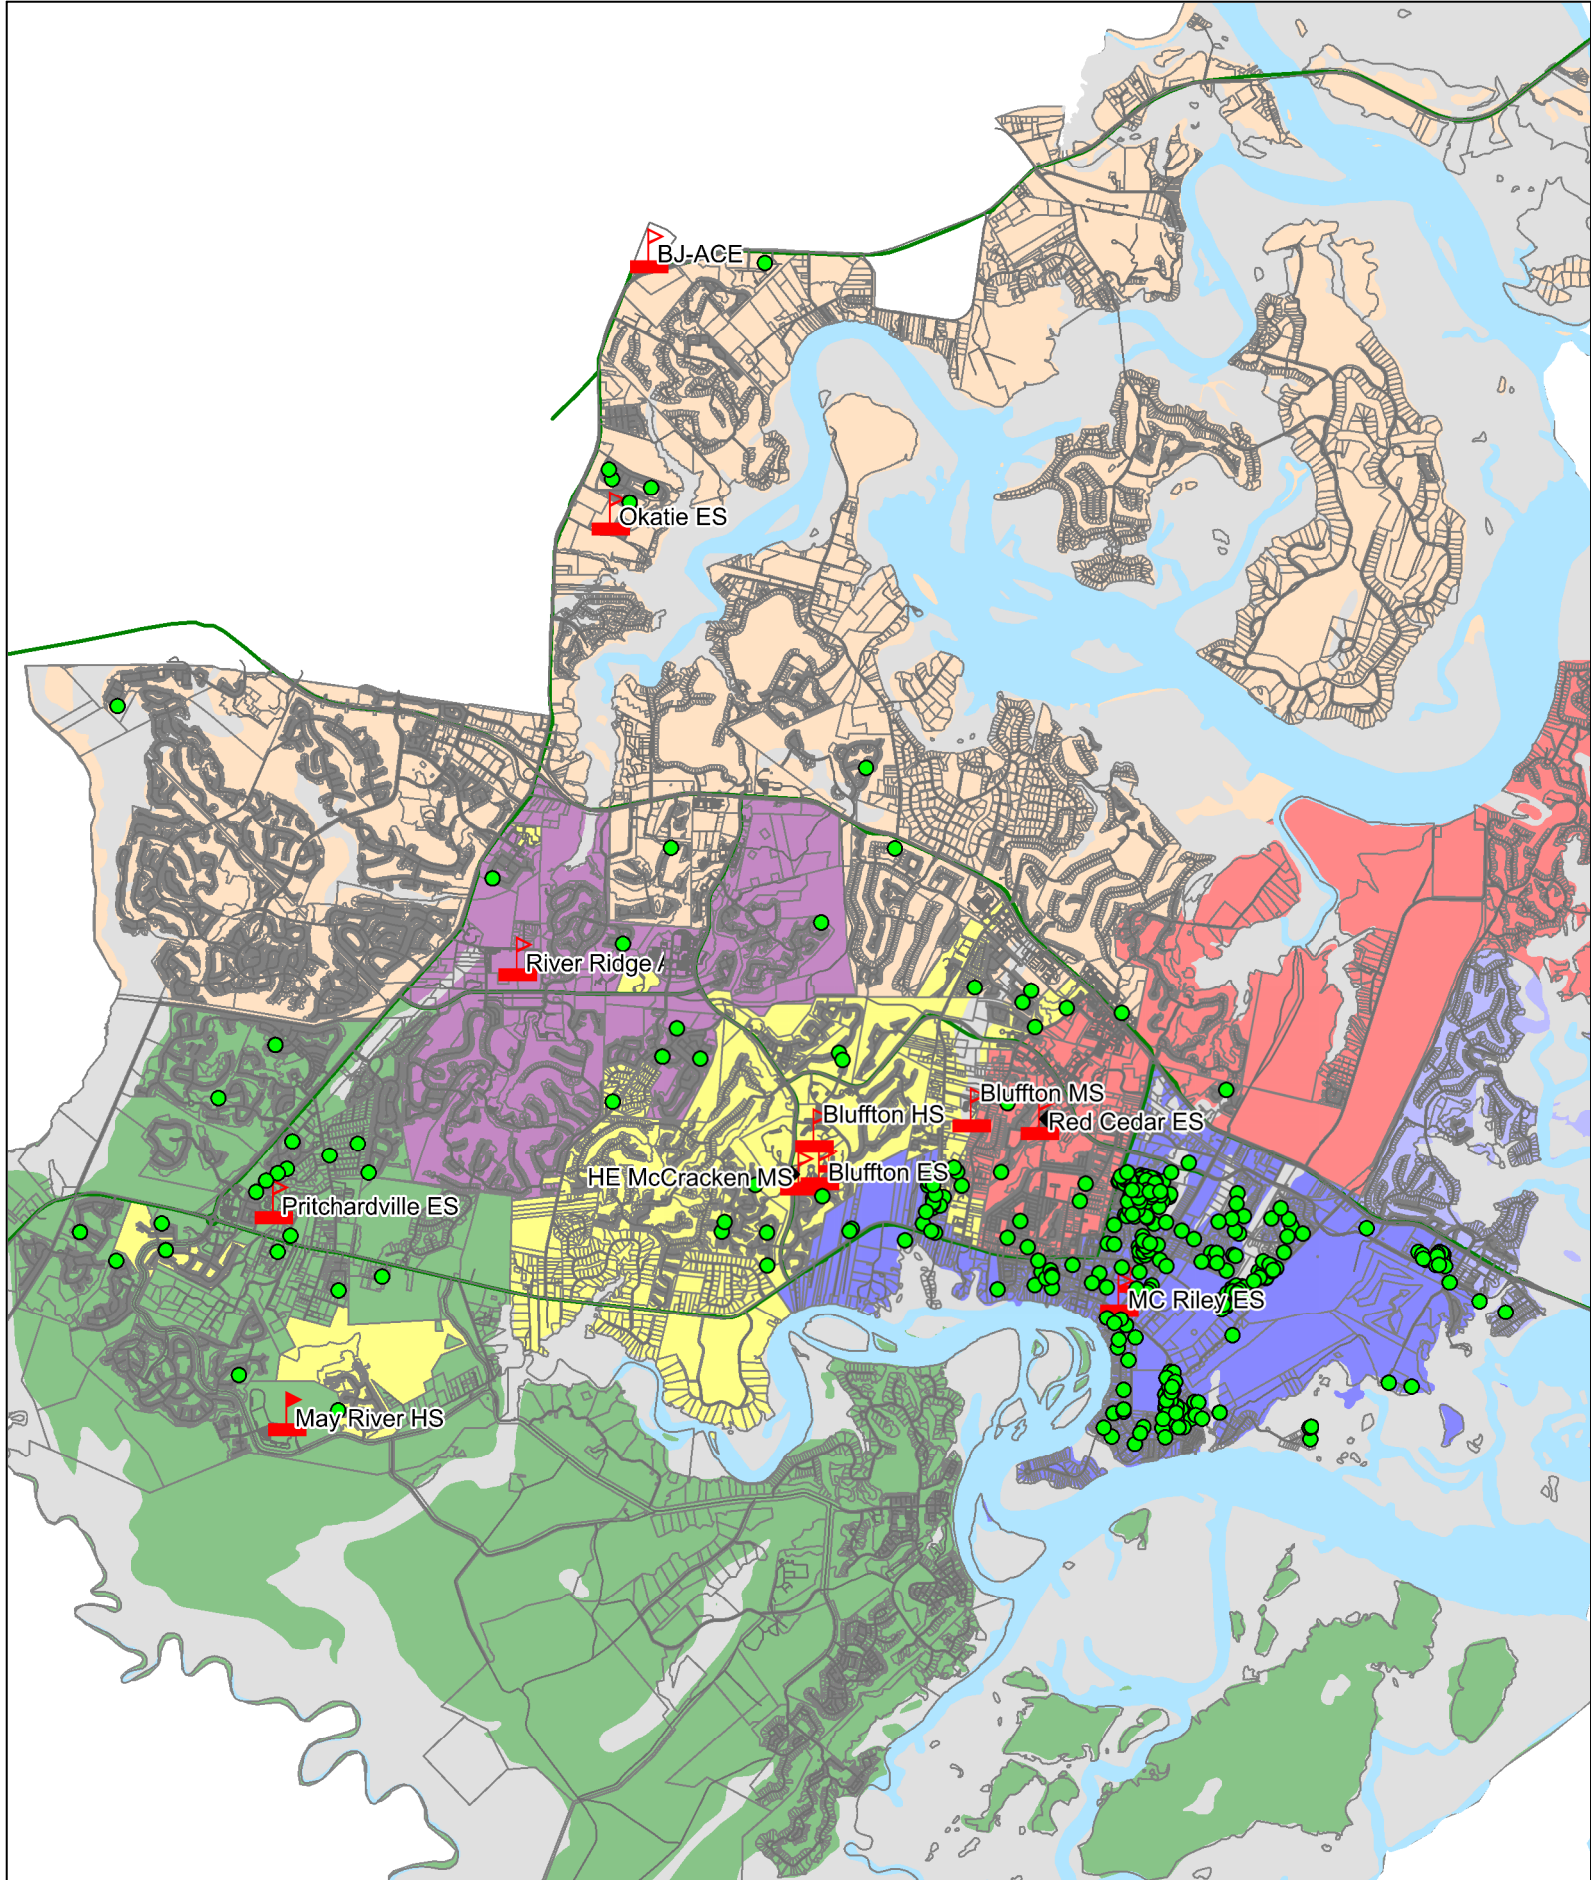 BJ-ACE
Okatie ES
River Ridge A
Bluffton MS
Bluffton HS
Red Cedar ES
HE McCracken MS
Bluffton ES
Pritchardville ES
MC Riley ES
May River HS